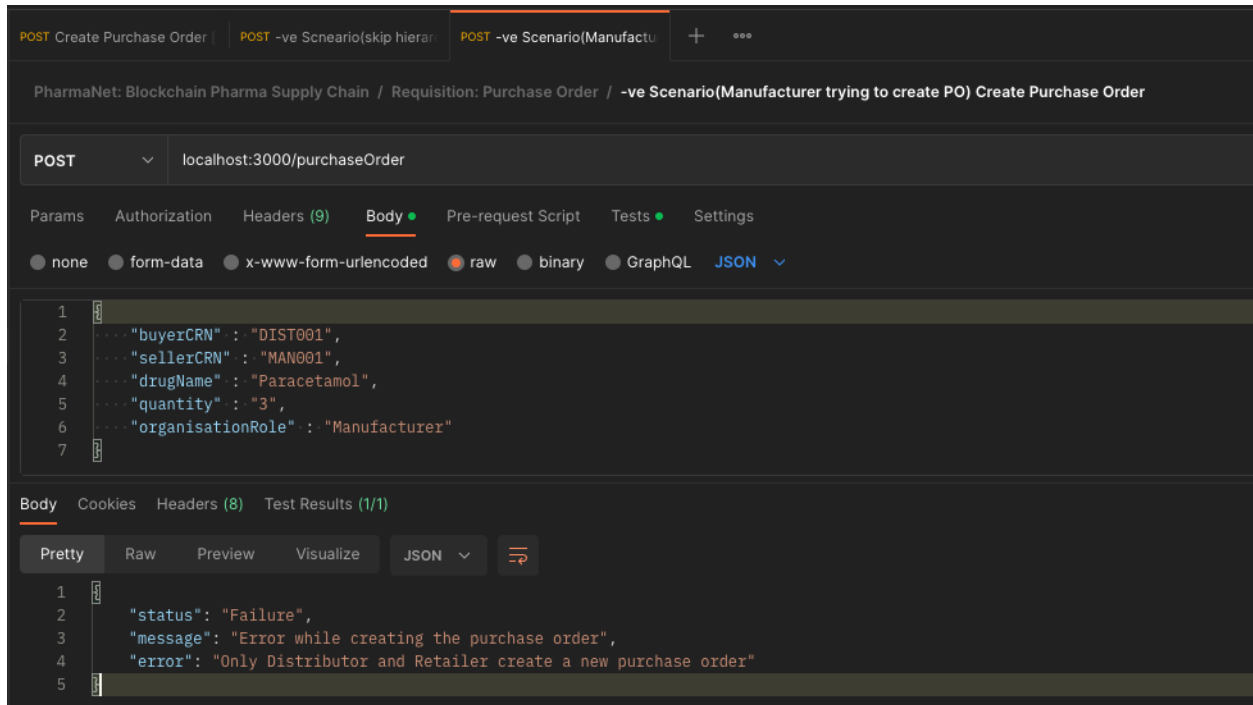 POST Create Purchase Order | POST -ve Scneario(skip hierar POST -ve Scenario(Manufactu
PharmaNet: Blockchain Pharma Supply Chain / Requisition: Purchase Order / -ve Scenario(Manufacturer trying to create PO) Create Purchase Order
POST localhost:3000/purchaseOrder
Params Authorization Headers (9) Body Pre-request Script Tests Settings
none form-data x-www-form-urlencoded raw binary GraphQL JSON
1 {
2 "buyerCRN" : "DIST001",
3 "sellerCRN" : "MAN001",
4 "drugName" : "Paracetamol",
5 "quantity" : "3",
6 "organisationRole" : "Manufacturer"
7 }
Body Cookies Headers (8) Test Results (1/1)
Pretty Raw Preview Visualize JSON
1 {
2 "status": "Failure",
3 "message": "Error while creating the purchase order",
4 "error": "Only Distributor and Retailer create a new purchase order"
5 }